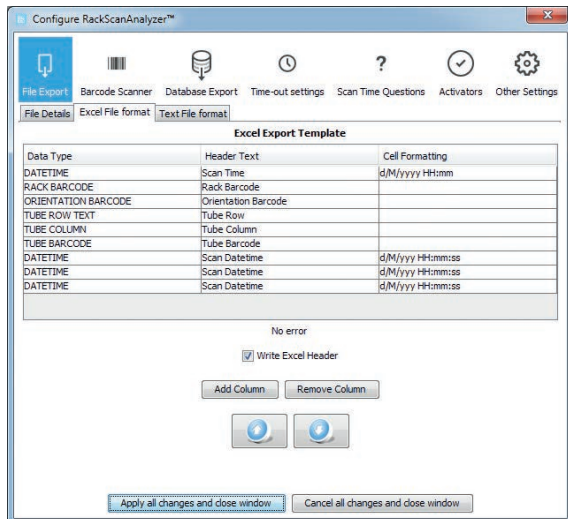 Configure RackScanAnalyzer™
File Export Barcode Scanner Database Export Time-out settings Scan Time Questions Activators Other Settings
File Details Excel File format Text File format
Excel Export Template
Data Type Header Text Cell Formatting
DATETIME Scan Time d/M/yyyy HH:mm
RACK BARCODE Rack Barcode
ORIENTATION BARCODE Orientation Barcode
TUBE ROW TEXT Tube Row
TUBE COLUMN Tube Column
TUBE BARCODE Tube Barcode
DATETIME Scan Datetime d/M/yyy HH:mm:ss
DATETIME Scan Datetime d/M/yyy HH:mm:ss
DATETIME Scan Datetime d/M/yyy HH:mm:ss
No error
Write Excel Header
Add Column Remove Column
Apply all changes and close window Cancel all changes and close window